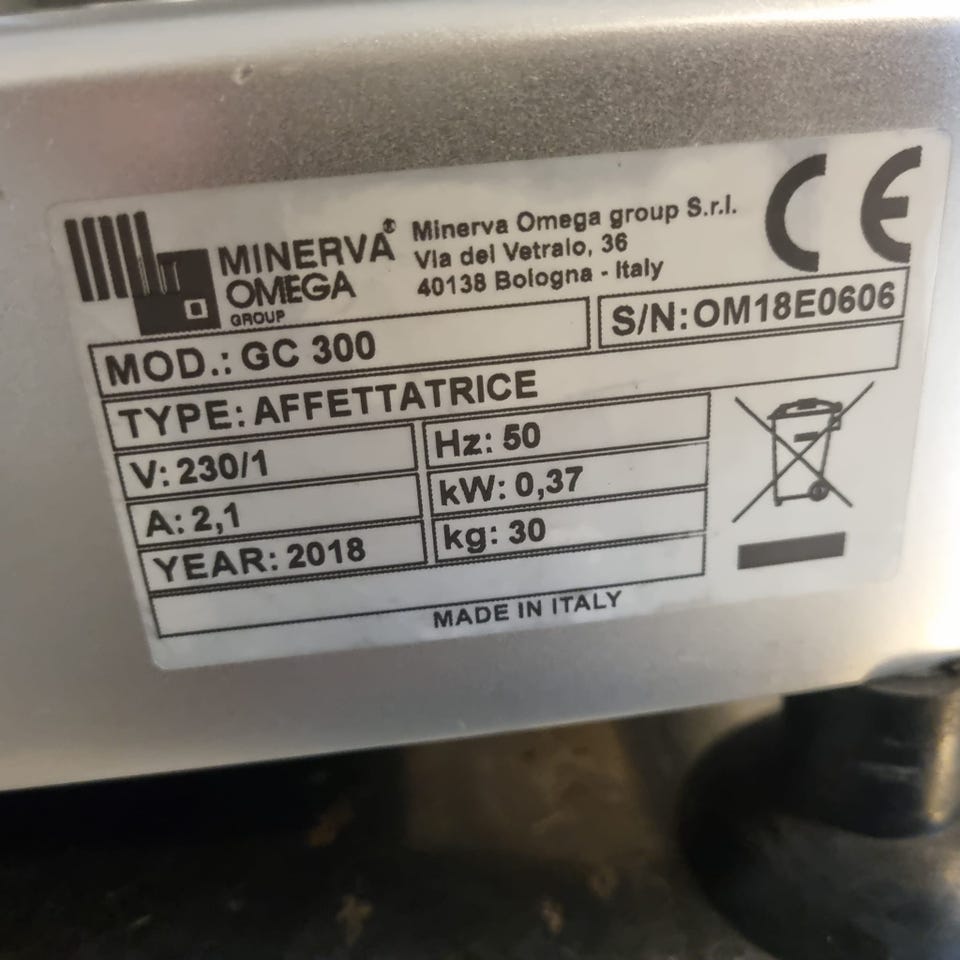 MINERVA®
OMEGA
GROUP
Minerva Omega group S.r.l.
Via del Vetraio, 36
40138 Bologna - Italy
CE
MOD.: GC 300
S/N: OM18E0606
TYPE: AFFETTATRICE
V: 230/1
Hz: 50
A: 2,1
kW: 0,37
YEAR: 2018
kg: 30
MADE IN ITALY